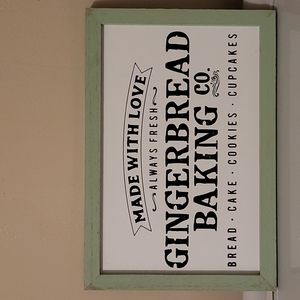 MADE WITH LOVE
ALWAYS FRESH
GINGERBREAD
BAKING CO.
BREAD · CAKE · COOKIES · CUPCAKES